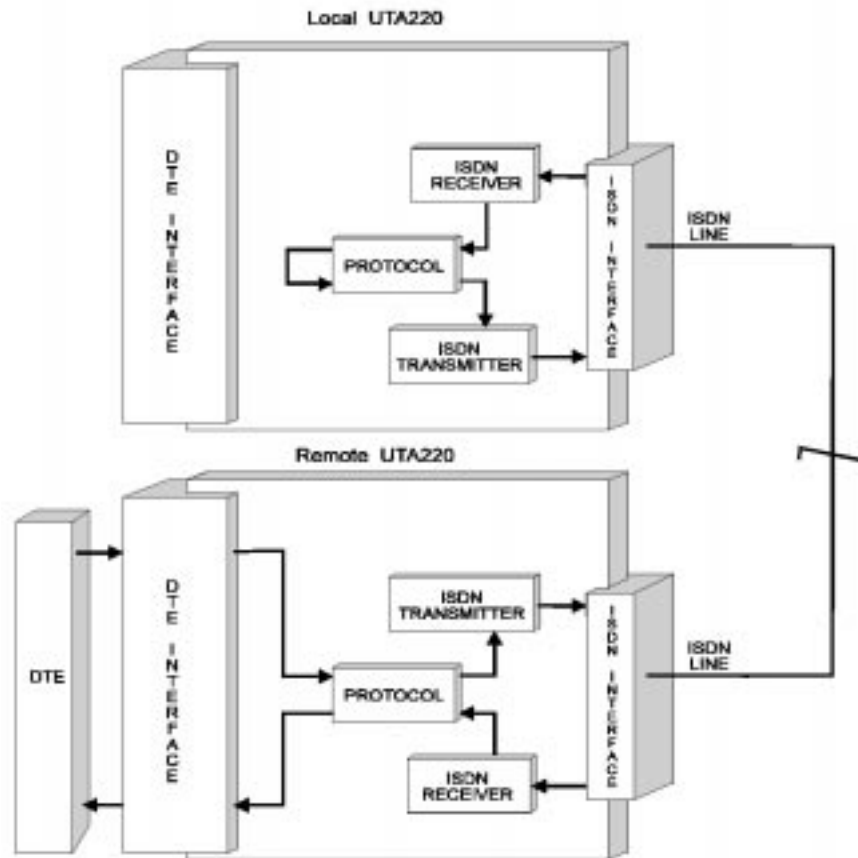 Local UTA220
DTE INTERFACE
ISDN
RECEIVER
PROTOCOL
ISDN
TRANSMITTER
ISDN INTERFACE
ISDN
LINE
Remote UTA220
DTE
DTE INTERFACE
ISDN
TRANSMITTER
PROTOCOL
ISDN
RECEIVER
ISDN INTERFACE
ISDN
LINE